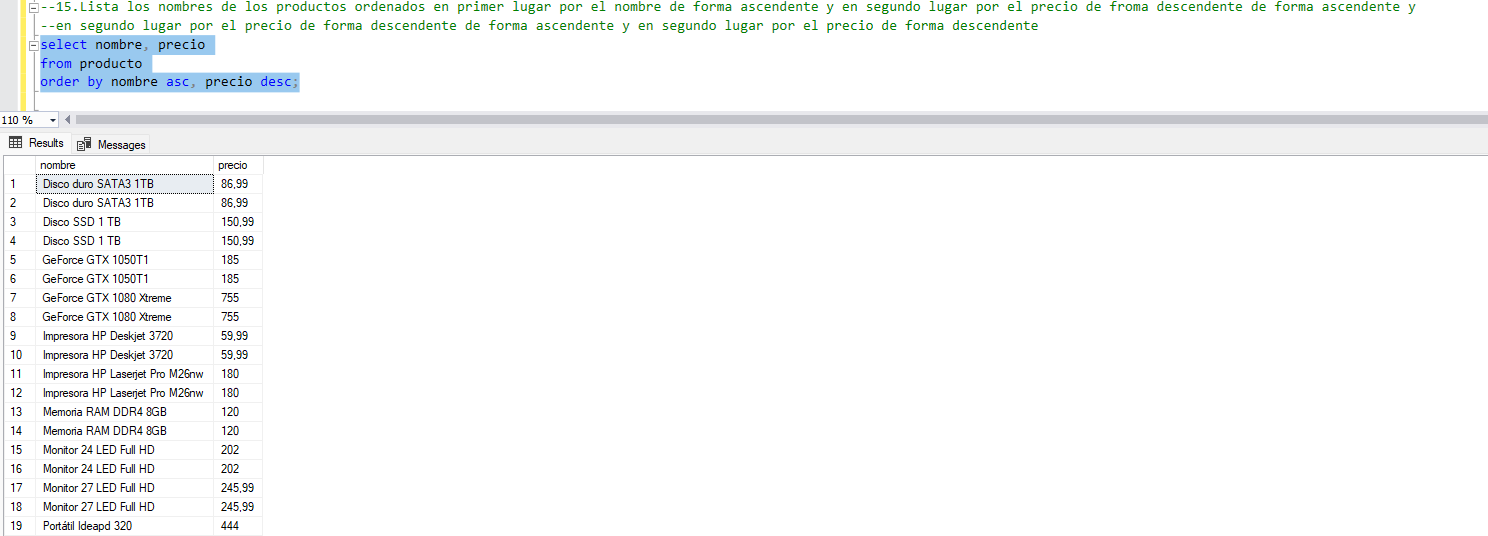 --15.Lista los nombres de los productos ordenados en primer lugar por el nombre de forma ascendente y en segundo lugar por el precio de froma descendente de forma ascendente y
--en segundo lugar por el precio de forma descendente de forma ascendente y en segundo lugar por el precio de forma descendente
select nombre, precio
from producto
order by nombre asc, precio desc;
110 %
Results Messages
nombre precio
1 Disco duro SATA3 1TB 86,99
2 Disco duro SATA3 1TB 86,99
3 Disco SSD 1 TB 150,99
4 Disco SSD 1 TB 150,99
5 GeForce GTX 1050T1 185
6 GeForce GTX 1050T1 185
7 GeForce GTX 1080 Xtreme 755
8 GeForce GTX 1080 Xtreme 755
9 Impresora HP Deskjet 3720 59,99
10 Impresora HP Deskjet 3720 59,99
11 Impresora HP Laserjet Pro M26nw 180
12 Impresora HP Laserjet Pro M26nw 180
13 Memoria RAM DDR4 8GB 120
14 Memoria RAM DDR4 8GB 120
15 Monitor 24 LED Full HD 202
16 Monitor 24 LED Full HD 202
17 Monitor 27 LED Full HD 245,99
18 Monitor 27 LED Full HD 245,99
19 Portátil Ideapd 320 444